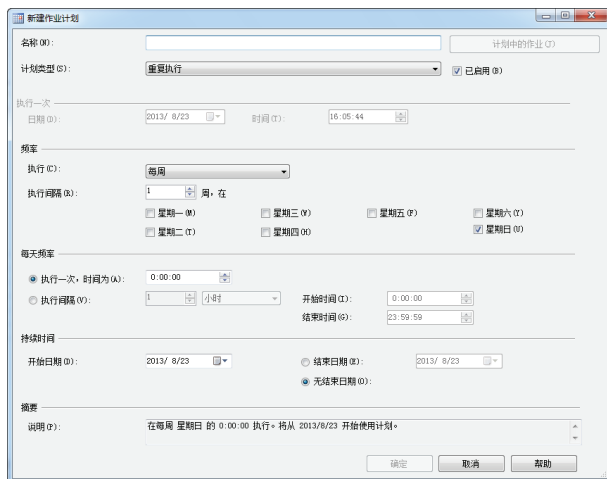 新建作业计划
名称(N): 计划中的作业(J)
计划类型(S): 重复执行 已启用(B)
执行一次
日期(D): 2013/ 8/23 时间(T): 16:05:44
频率
执行(C): 每周
执行间隔(R): 1 周，在
星期一(M) 星期三(W) 星期五(F) 星期六(Y)
星期二(T) 星期四(H) 星期日(U)
每天频率
执行一次，时间为(A): 0:00:00
执行间隔(V): 1 小时 开始时间(I): 0:00:00
结束时间(G): 23:59:59
持续时间
开始日期(D): 2013/ 8/23 结束日期(E): 2013/ 8/23
无结束日期(O):
摘要
说明(P): 在每周 星期日 的 0:00:00 执行。将从 2013/8/23 开始使用计划。
确定 取消 帮助